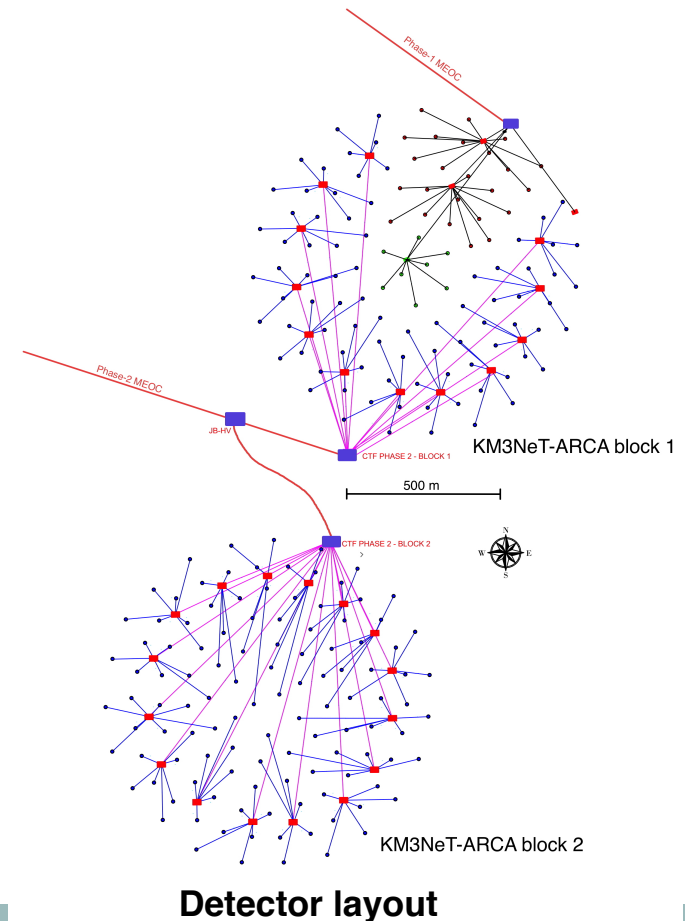 Phase-1 MEOC
Phase-2 MEOC
JB-HV
KM3NeT-ARCA block 1
CTF PHASE 2 - BLOCK 1
500 m
CTF PHASE 2 - BLOCK 2
N
W E
S
KM3NeT-ARCA block 2
Detector layout